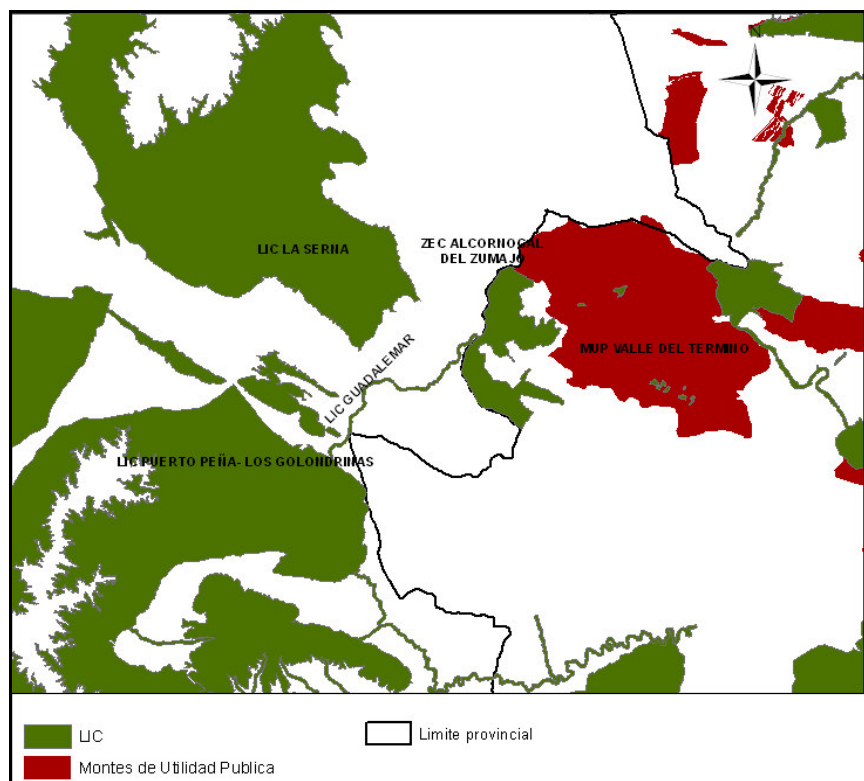 N
LIC LA SERNA
ZEC ALCORNOCAL
DEL ZUMAJO
MUP VALLE DEL TERMINO
LIC GUADALEMAR
LIC PUERTO PEÑA- LOS GOLONDRINAS
LIC
Limite provincial
Montes de Utilidad Publica